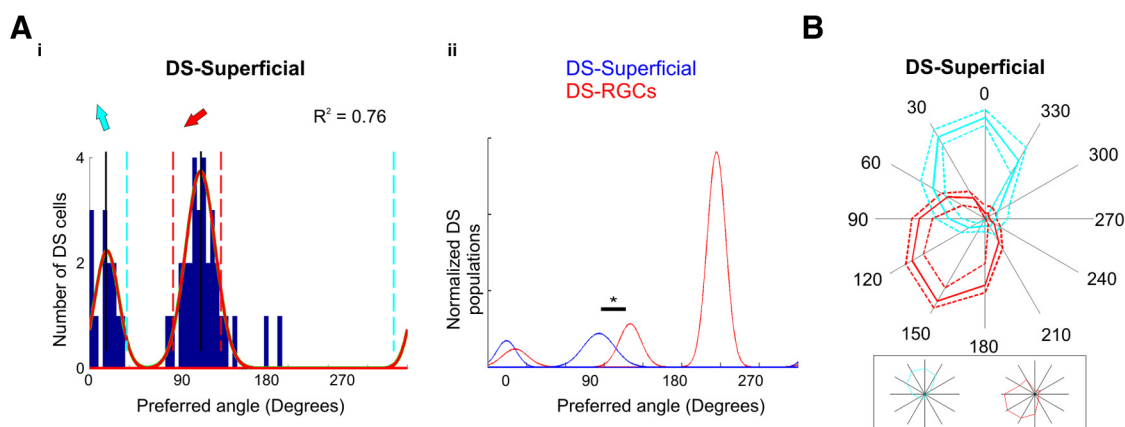 A
i
DS-Superficial
R² = 0.76
Number of DS cells
4
2
0
0
90
180
270
Preferred angle (Degrees)
ii
DS-Superficial
DS-RGCs
Normalized DS
populations
*
0
90
180
270
Preferred angle (Degrees)
B
DS-Superficial
0
30
330
60
300
90
270
120
240
150
210
180